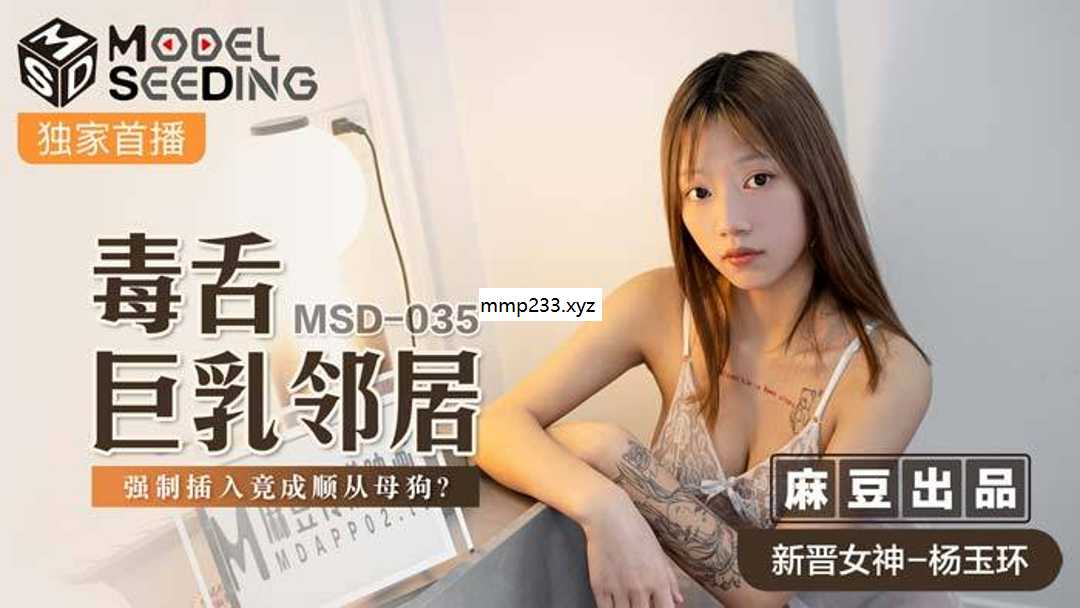 MSD
MODEL
SEEDING
独家首播
毒舌
MSD-035
mmp233.xyz
巨乳邻居
强制插入竟成顺从母狗?
麻豆出品
新晋女神-杨玉环